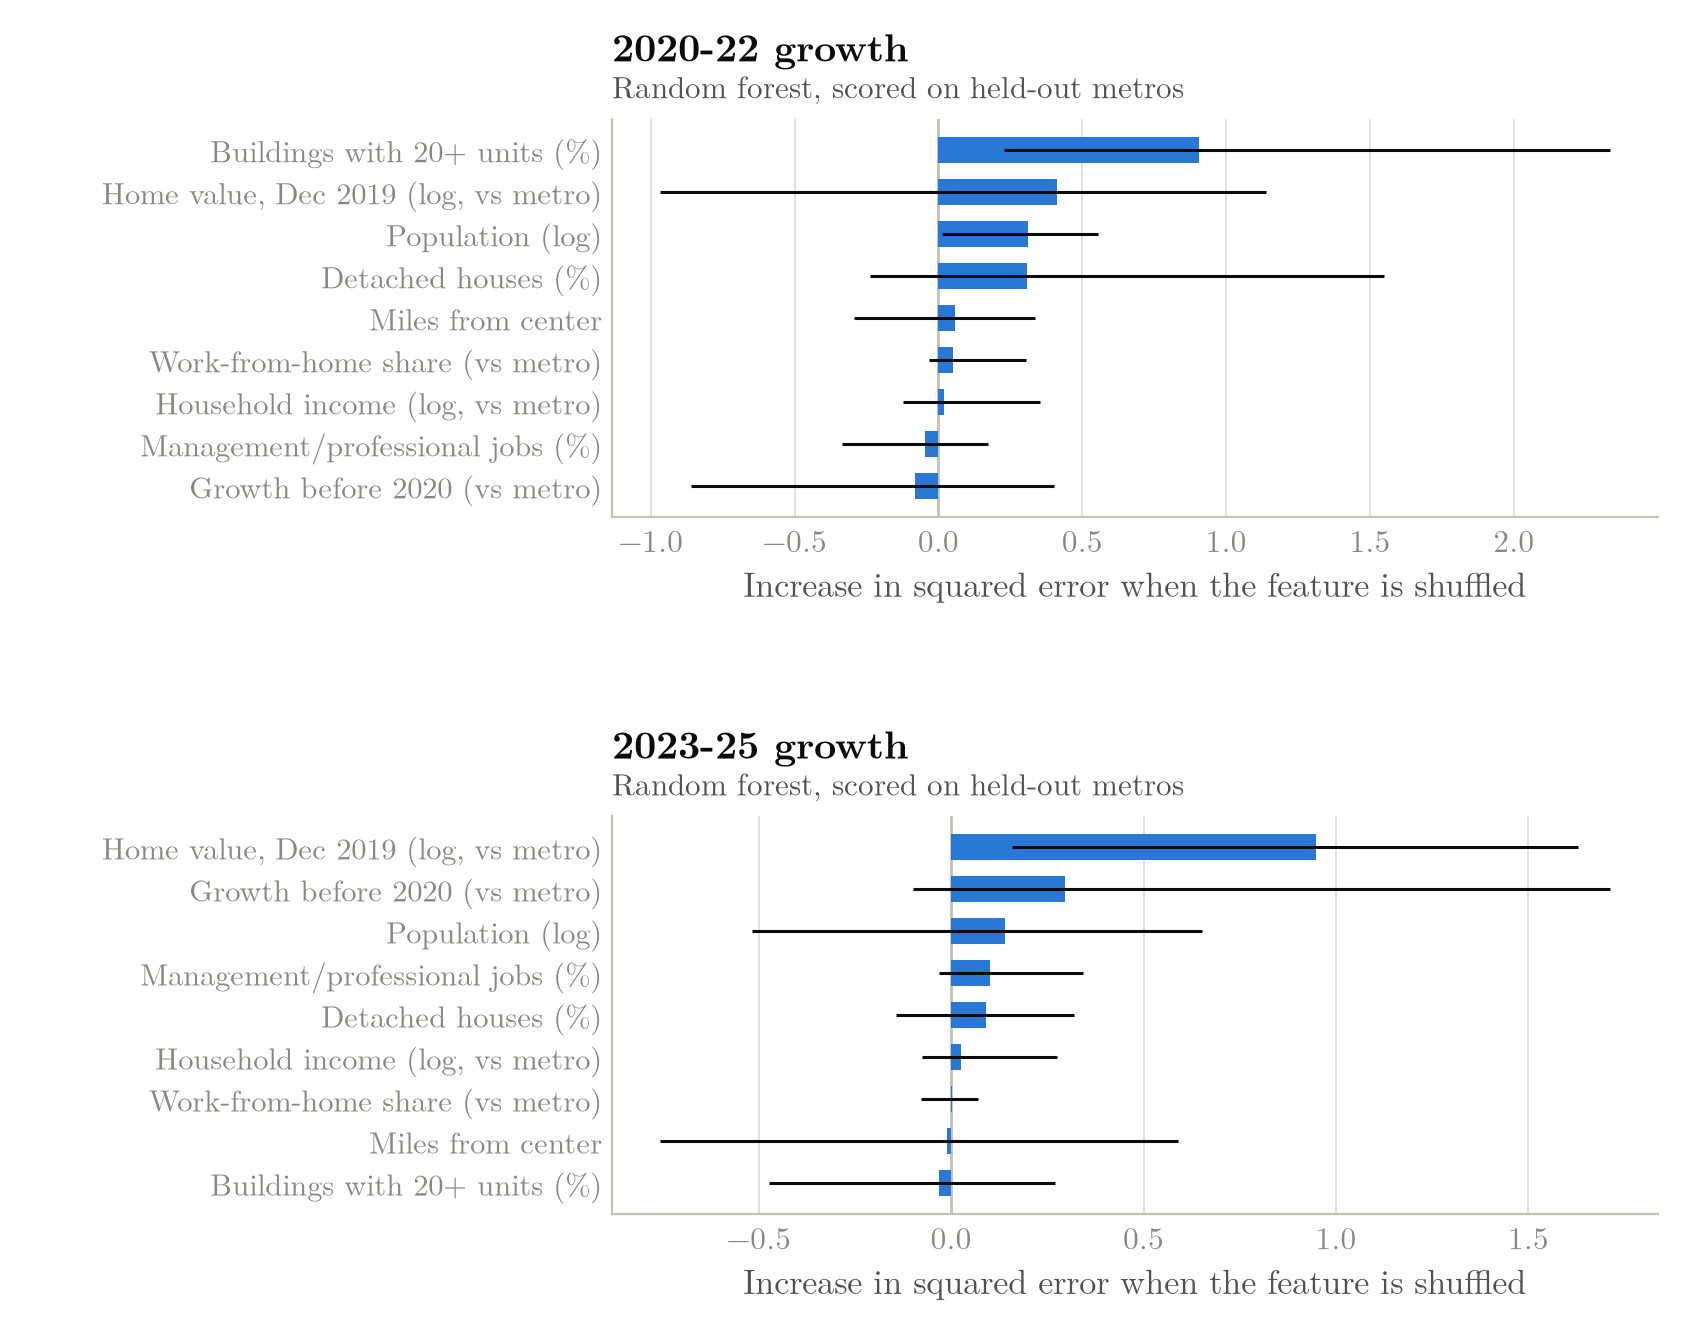 2020-22 growth
Random forest, scored on held-out metros
Buildings with 20+ units (%)
Home value, Dec 2019 (log, vs metro)
Population (log)
Detached houses (%)
Miles from center
Work-from-home share (vs metro)
Household income (log, vs metro)
Management/professional jobs (%)
Growth before 2020 (vs metro)
−1.0 −0.5 0.0 0.5 1.0 1.5 2.0
Increase in squared error when the feature is shuffled
2023-25 growth
Random forest, scored on held-out metros
Home value, Dec 2019 (log, vs metro)
Growth before 2020 (vs metro)
Population (log)
Management/professional jobs (%)
Detached houses (%)
Household income (log, vs metro)
Work-from-home share (vs metro)
Miles from center
Buildings with 20+ units (%)
−0.5 0.0 0.5 1.0 1.5
Increase in squared error when the feature is shuffled